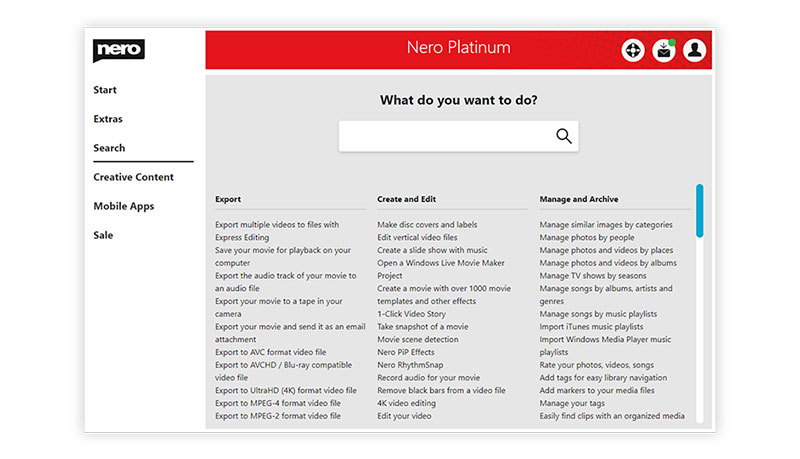 nero
Nero Platinum
Start
Extras
Search
Creative Content
Mobile Apps
Sale
What do you want to do?
Export
Export multiple videos to files with
Express Editing
Save your movie for playback on your
computer
Export the audio track of your movie to
an audio file
Export your movie to a tape in your
camera
Export your movie and send it as an email
attachment
Export to AVC format video file
Export to AVCHD / Blu-ray compatible
video file
Export to UltraHD (4K) format video file
Export to MPEG-4 format video file
Export to MPEG-2 format video file
Create and Edit
Make disc covers and labels
Edit vertical video files
Create a slide show with music
Open a Windows Live Movie Maker
Project
Create a movie with over 1000 movie
templates and other effects
1-Click Video Story
Take snapshot of a movie
Movie scene detection
Nero PiP Effects
Nero RhythmSnap
Record audio for your movie
Remove black bars from a video file
4K video editing
Edit your video
Manage and Archive
Manage similar images by categories
Manage photos by people
Manage photos and videos by places
Manage photos and videos by albums
Manage TV shows by seasons
Manage songs by albums, artists and
genres
Manage songs by music playlists
Import iTunes music playlists
Import Windows Media Player music
playlists
Rate your photos, videos, songs
Add tags for easy library navigation
Add markers to your media files
Manage your tags
Easily find clips with an organized media